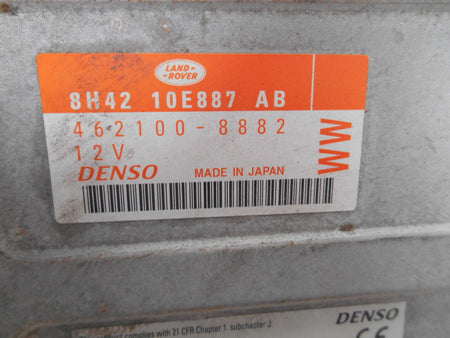 LAND-
ROVER
8H42 10E887 AB
462100-8882
12V
DENSO MADE IN JAPAN
WW
DENSO
complies with 21 CFR Chapter 1. subchapter J.
CE